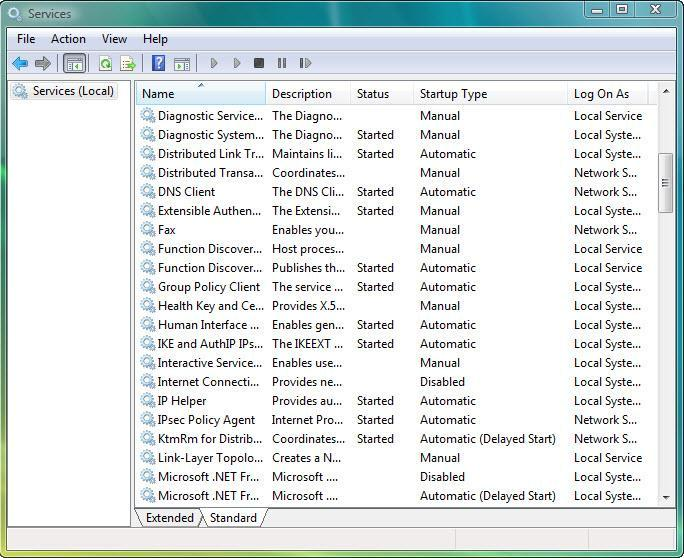 Services
File Action View Help
Services (Local)
Name Description Status Startup Type Log On As
Diagnostic Service... The Diagno... Manual Local Service
Diagnostic System... The Diagno... Started Manual Local Syste...
Distributed Link Tr... Maintains li... Started Automatic Local Syste...
Distributed Transa... Coordinates... Manual Network S...
DNS Client The DNS Cli... Started Automatic Network S...
Extensible Authen... The Extensi... Started Manual Local Syste...
Fax Enables you... Manual Network S...
Function Discover... Host proces... Manual Local Service
Function Discover... Publishes th... Started Automatic Local Service
Group Policy Client The service ... Started Automatic Local Syste...
Health Key and Ce... Provides X.5... Manual Local Syste...
Human Interface ... Enables gen... Started Automatic Local Syste...
IKE and AuthIP IPs... The IKEEXT ... Started Automatic Local Syste...
Interactive Service... Enables use... Manual Local Syste...
Internet Connecti... Provides ne... Disabled Local Syste...
IP Helper Provides au... Started Automatic Local Syste...
IPsec Policy Agent Internet Pro... Started Automatic Network S...
KtmRm for Distrib... Coordinates... Started Automatic (Delayed Start) Network S...
Link-Layer Topolo... Creates a N... Manual Local Service
Microsoft .NET Fr... Microsoft .... Disabled Local Syste...
Microsoft .NET Fr... Microsoft .... Automatic (Delayed Start) Local Syste...
Extended Standard